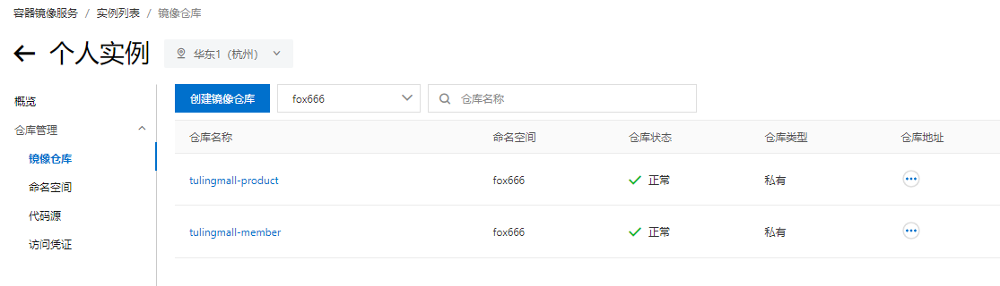 容器镜像服务 / 实例列表 / 镜像仓库
个人实例 华东1（杭州）
概览
仓库管理
镜像仓库
命名空间
代码源
访问凭证
创建镜像仓库 fox666 仓库名称
仓库名称 命名空间 仓库状态 仓库类型 仓库地址
tulingmall-product fox666 正常 私有
tulingmall-member fox666 正常 私有